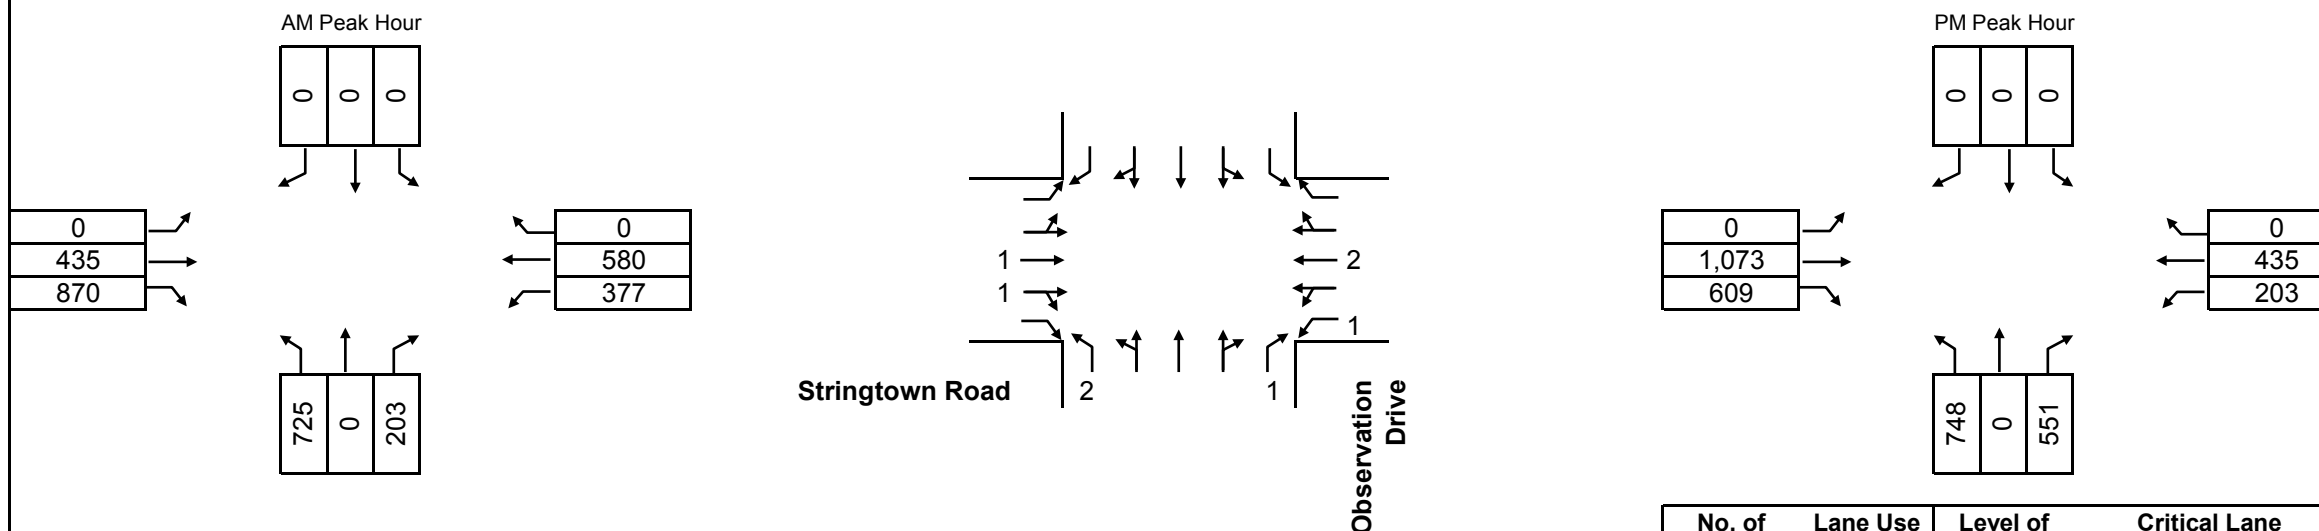 AM Peak Hour
0 0 0
0
435
870
0
580
377
725 0 203
1
1
2
1
2
1
Stringtown Road
Observation
Drive
PM Peak Hour
0 0 0
0
1,073
609
0
435
203
748 0 551
No. of Lane Use Level of Critical Lane